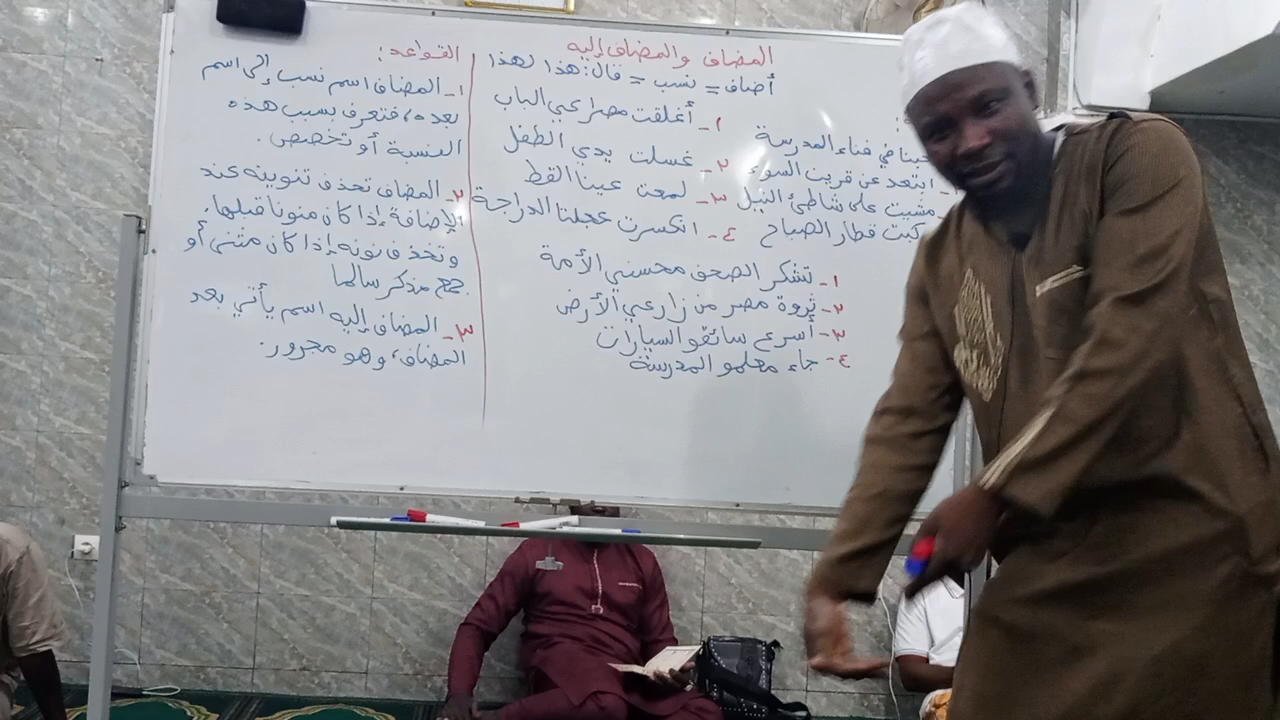 المضاف والمضاف إليه
أضاف = نسب = قال: هذا لهذا
في فناء المدرسة
ابتعد عن قرين السوء
مشيت على شاطئ النيل
قطار الصباح
١- أغلقت مصراعي الباب
٢- غسلت يدي الطفل
٣- لمعت عينا القط
٤- انكسرت عجلتا الدراجة
١- تشكر الصحف محسني الأمة
٢- ثروة مصر من زارعي الأرض
٣- أسرع سائقو السيارات
٤- جاء معلمو المدرسة
القواعد:
١- المضاف اسم نسب إلى اسم
بعده، فتعرف بسبب هذه
النسبة أو تخصص.
٢- المضاف تحذف تنوينه عند
الإضافة إذا كان منونا قبلها،
وتحذف نونه إذا كان مثنى أو
جمع مذكر سالما
٣- المضاف إليه اسم يأتي بعد
المضاف، وهو مجرور.